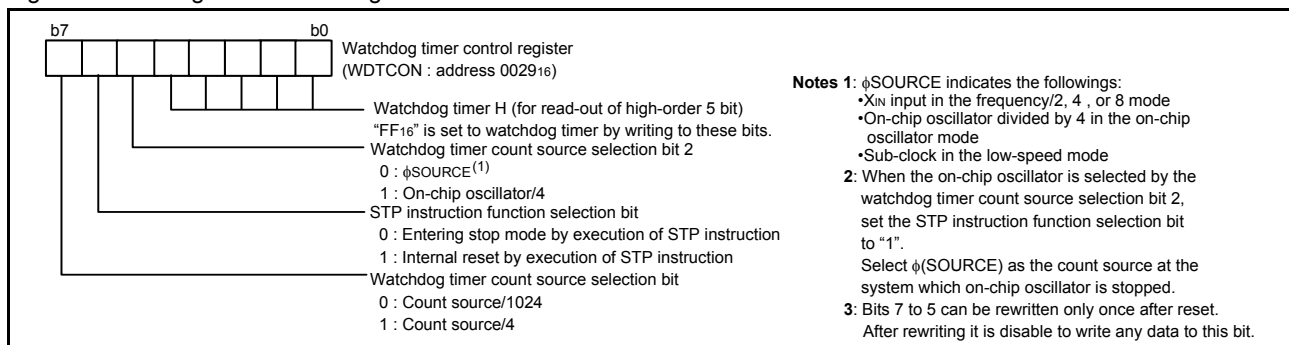 b7 b0
Watchdog timer control register
(WDTCON : address 002916)
Watchdog timer H (for read-out of high-order 5 bit)
“FF16” is set to watchdog timer by writing to these bits.
Watchdog timer count source selection bit 2
0 : ϕSOURCE(1)
1 : On-chip oscillator/4
STP instruction function selection bit
0 : Entering stop mode by execution of STP instruction
1 : Internal reset by execution of STP instruction
Watchdog timer count source selection bit
0 : Count source/1024
1 : Count source/4
Notes 1: ϕSOURCE indicates the followings:
•XIN input in the frequency/2, 4 , or 8 mode
•On-chip oscillator divided by 4 in the on-chip
oscillator mode
•Sub-clock in the low-speed mode
2: When the on-chip oscillator is selected by the
watchdog timer count source selection bit 2,
set the STP instruction function selection bit
to “1”.
Select ϕ(SOURCE) as the count source at the
system which on-chip oscillator is stopped.
3: Bits 7 to 5 can be rewritten only once after reset.
After rewriting it is disable to write any data to this bit.